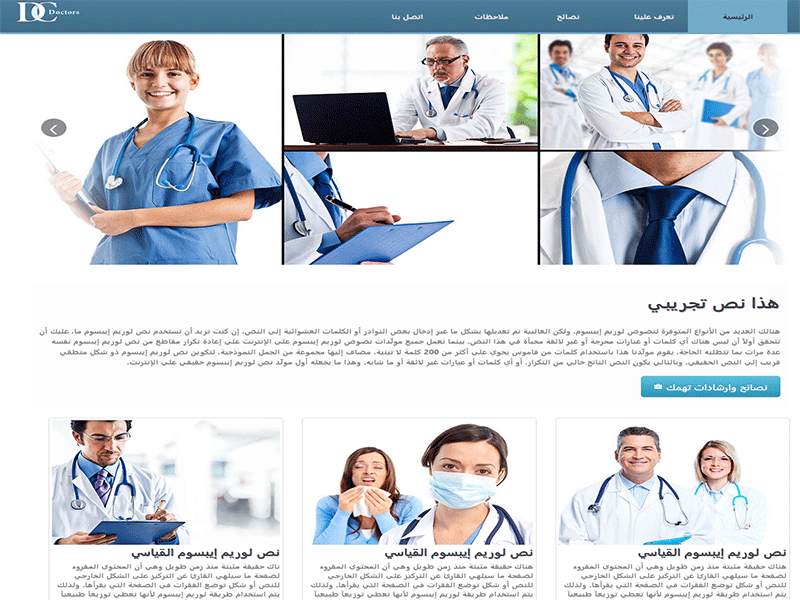 DC Doctors
الرئيسية
تعرف علينا
نصائح
ملاحظات
اتصل بنا
هذا نص تجريبي
هنالك العديد من الأنواع المتوفرة لنصوص لوريم إيبسوم، ولكن الغالبية تم تعديلها بشكل ما عبر إدخال بعض النوادر أو الكلمات العشوائية إلى النص. إن كنت تريد أن تستخدم نص لوريم إيبسوم ما، عليك أن
تتحقق أولاً أن ليس هناك أي كلمات أو عبارات محرجة أو غير لائقة مخبأة في هذا النص. بينما تعمل جميع مولّدات نصوص لوريم إيبسوم على الإنترنت على إعادة تكرار مقاطع من نص لوريم إيبسوم نفسه
عدة مرات بما تتطلبه الحاجة، يقوم مولّدنا هذا باستخدام كلمات من قاموس يحوي على أكثر من 200 كلمة لا تينية، مضاف إليها مجموعة من الجمل النموذجية، لتكوين نص لوريم إيبسوم ذو شكل منطقي
قريب إلى النص الحقيقي. وبالتالي يكون النص الناتج خالي من التكرار، أو أي كلمات أو عبارات غير لائقة أو ما شابه. وهذا ما يجعله أول مولّد نص لوريم إيبسوم حقيقي على الإنترنت.
نصائح وارشادات تهمك
نص لوريم إيبسوم القياسي
هناك حقيقة مثبتة منذ زمن طويل وهي أن المحتوى المقروء
لصفحة ما سيلهي القارئ عن التركيز على الشكل الخارجي
للنص أو شكل توضع الفقرات في الصفحة التي يقرأها. ولذلك
يتم استخدام طريقة لوريم إيبسوم لأنها تعطي توزيعاَ طبيعياَ
نص لوريم إيبسوم القياسي
هناك حقيقة مثبتة منذ زمن طويل وهي أن المحتوى المقروء
لصفحة ما سيلهي القارئ عن التركيز على الشكل الخارجي
للنص أو شكل توضع الفقرات في الصفحة التي يقرأها. ولذلك
يتم استخدام طريقة لوريم إيبسوم لأنها تعطي توزيعاَ طبيعياَ
نص لوريم إيبسوم القياسي
ناك حقيقة مثبتة منذ زمن طويل وهي أن المحتوى المقروء
لصفحة ما سيلهي القارئ عن التركيز على الشكل الخارجي
للنص أو شكل توضع الفقرات في الصفحة التي يقرأها. ولذلك
يتم استخدام طريقة لوريم إيبسوم لأنها تعطي توزيعاَ طبيعياَ